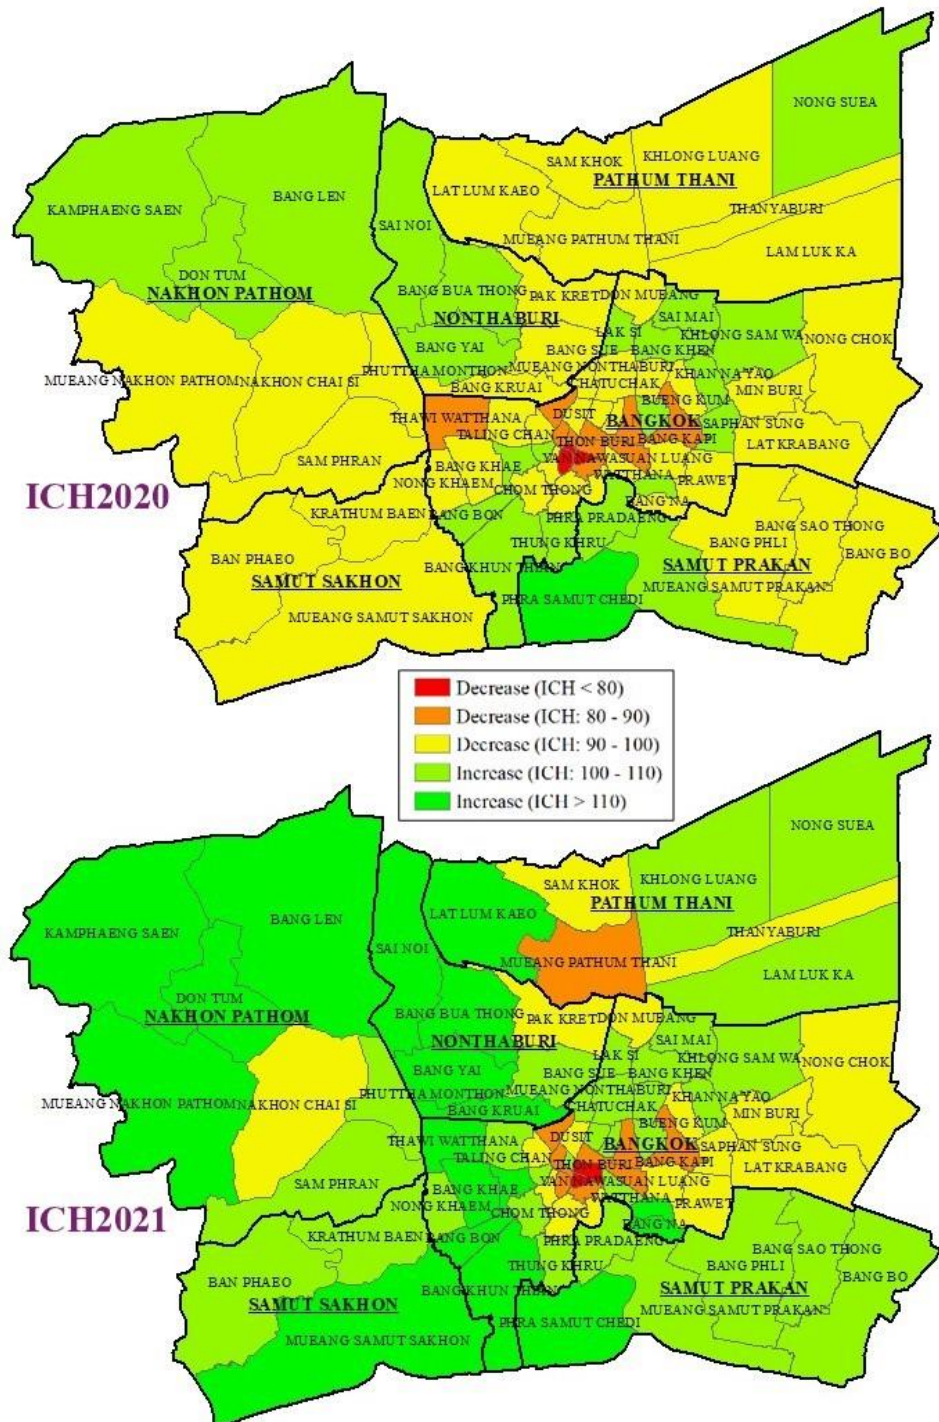 NONG SUEA
SAM KHOK
KHLONG LUANG
PATHUM THANI
LAT LUM KAEO
BANG LEN
KAMPHAENG SAEN
THANYABURI
SAI NOI
MUEANG PATHUM THANI
LAM LUK KA
DON TUM
NAKHON PATHOM
BANG BUA THONG
PAK KRET
DON MUEANG
NONTHABURI
SAI MAI
LAK SI
KHLONG SAM WA
NONG CHOK
BANG YAI
BANG SUE
BANG KHEN
PHUTTHA MONTHON
MUEANG NONTHABURI
KHAN NA YAO
MUEANG NAKHON PATHOM
NAKHON CHAI SI
BANG KRUAI
CHATUCHAK
MIN BURI
BUENG KUM
THAWI WATTHANA
DUSIT
BANGKOK
SAPHAN SUNG
TALING CHAN
THON BURI
BANG KAPI
LAT KRABANG
SAM PHRAN
BANG KHAE
YAN NAWA
SUAN LUANG
NONG KHAEM
WATTHANA
PRAWET
ICH2020
CHOM THONG
BANG NA
KRATHUM BAEN
BANG BON
PHRA PRADAENG
BANG SAO THONG
BAN PHAEO
THUNG KHRU
BANG PHLI
BANG BO
SAMUT SAKHON
BANG KHUN THIAN
SAMUT PRAKAN
MUEANG SAMUT PRAKAN
PHRA SAMUT CHEDI
MUEANG SAMUT SAKHON
Decrease (ICH < 80)
Decrease (ICH: 80 - 90)
Decrease (ICH: 90 - 100)
Increase (ICH: 100 - 110)
Increase (ICH > 110)
NONG SUEA
SAM KHOK
KHLONG LUANG
PATHUM THANI
LAT LUM KAEO
BANG LEN
KAMPHAENG SAEN
THANYABURI
SAI NOI
MUEANG PATHUM THANI
LAM LUK KA
DON TUM
NAKHON PATHOM
BANG BUA THONG
PAK KRET
DON MUEANG
NONTHABURI
SAI MAI
LAK SI
KHLONG SAM WA
NONG CHOK
BANG YAI
BANG SUE
BANG KHEN
PHUTTHA MONTHON
MUEANG NONTHABURI
KHAN NA YAO
MUEANG NAKHON PATHOM
NAKHON CHAI SI
BANG KRUAI
CHATUCHAK
MIN BURI
BUENG KUM
THAWI WATTHANA
DUSIT
BANGKOK
SAPHAN SUNG
TALING CHAN
THON BURI
BANG KAPI
LAT KRABANG
SAM PHRAN
BANG KHAE
YAN NAWA
SUAN LUANG
NONG KHAEM
WATTHANA
PRAWET
ICH2021
CHOM THONG
BANG NA
KRATHUM BAEN
BANG BON
PHRA PRADAENG
BANG SAO THONG
BAN PHAEO
THUNG KHRU
BANG PHLI
BANG BO
SAMUT SAKHON
BANG KHUN THIAN
SAMUT PRAKAN
MUEANG SAMUT PRAKAN
PHRA SAMUT CHEDI
MUEANG SAMUT SAKHON